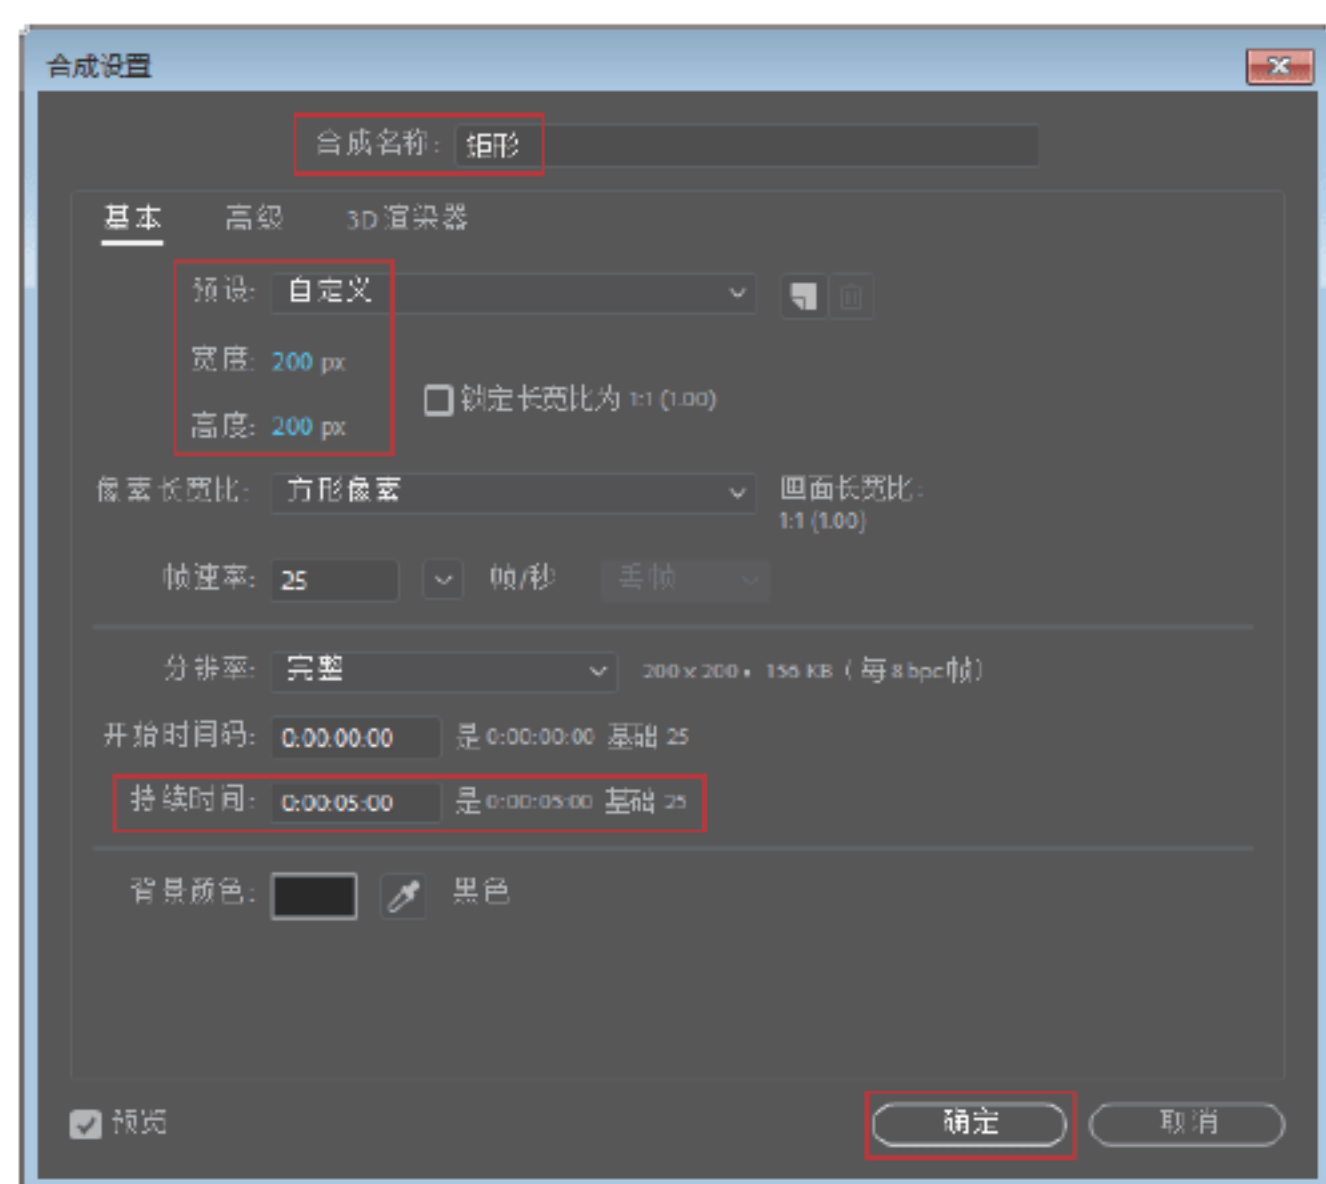 合成设置
合成名称: 矩形
基本 高级 3D 渲染器
预设: 自定义
宽度: 200 px
锁定长宽比为 1:1 (1.00)
高度: 200 px
像素长宽比: 方形像素 画面长宽比:
1:1 (1.00)
帧速率: 25 帧/秒 丢帧
分辨率: 完整 200 x 200，156 KB（每 8 bpc 帧）
开始时间码: 0:00:00:00 是 0:00:00:00 基础 25
持续时间: 0:00:05:00 是 0:00:05:00 基础 25
背景颜色: 黑色
预览 确定 取消